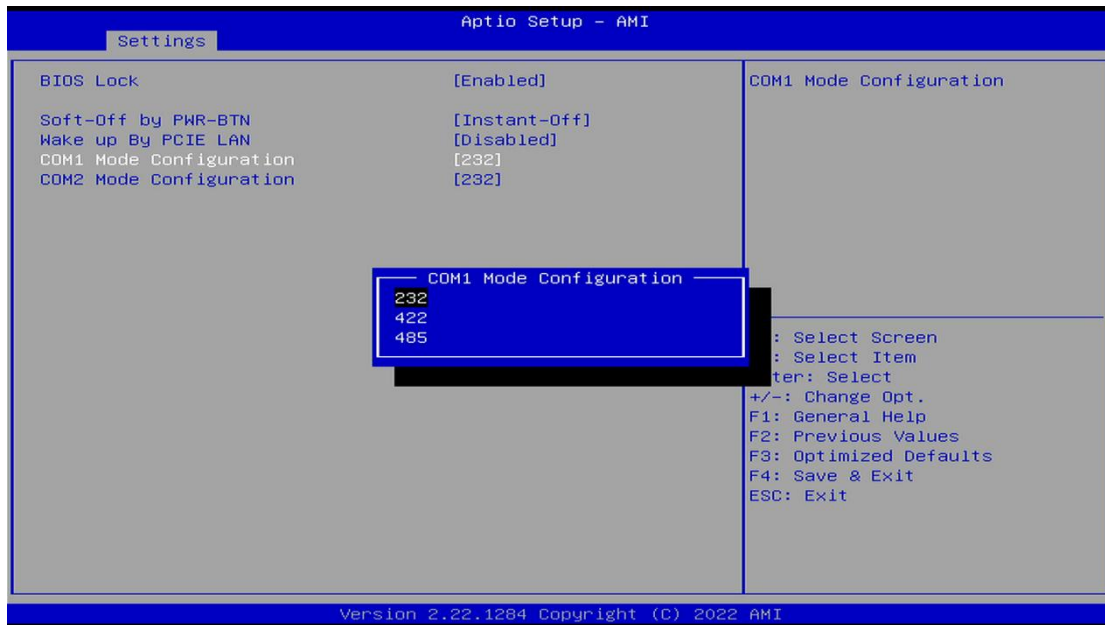 Aptio Setup – AMI
Settings
BIOS Lock [Enabled]
Soft-Off by PWR-BTN [Instant-Off]
Wake up By PCIE LAN [Disabled]
COM1 Mode Configuration [232]
COM2 Mode Configuration [232]
COM1 Mode Configuration
COM1 Mode Configuration
232
422
485
: Select Screen
: Select Item
ter: Select
+/-: Change Opt.
F1: General Help
F2: Previous Values
F3: Optimized Defaults
F4: Save & Exit
ESC: Exit
Version 2.22.1284 Copyright (C) 2022 AMI